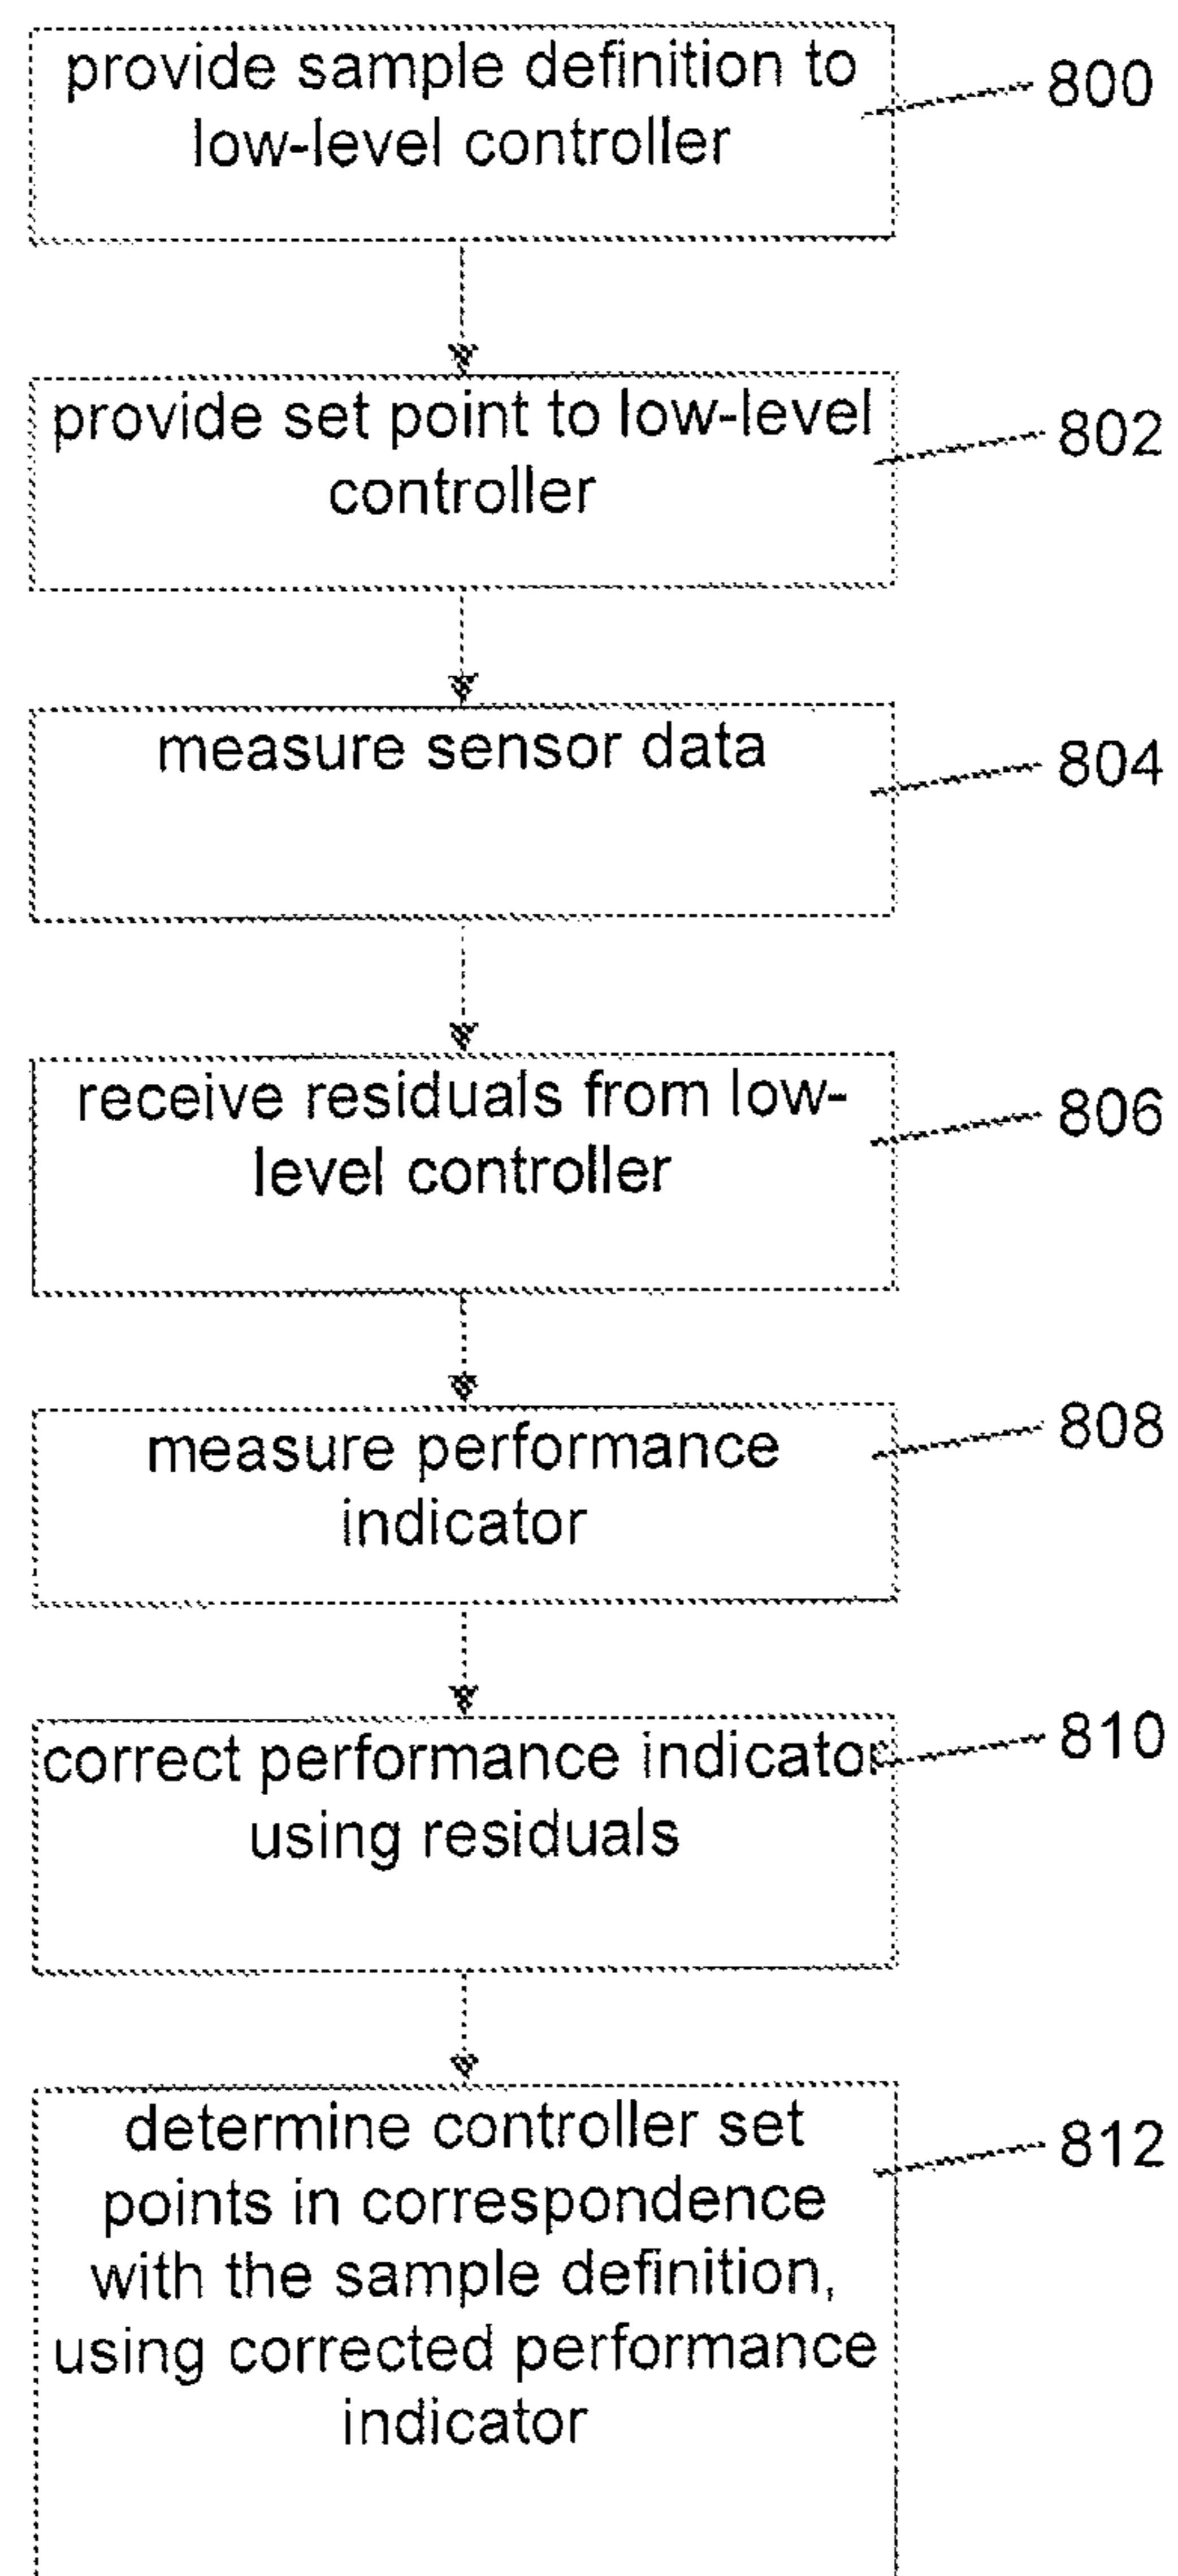 provide sample definition to
low-level controller
800
provide set point to low-level
controller
802
measure sensor data
804
receive residuals from low-
level controller
806
measure performance
indicator
808
correct performance indicator
using residuals
810
determine controller set
points in correspondence
with the sample definition,
using corrected performance
indicator
812